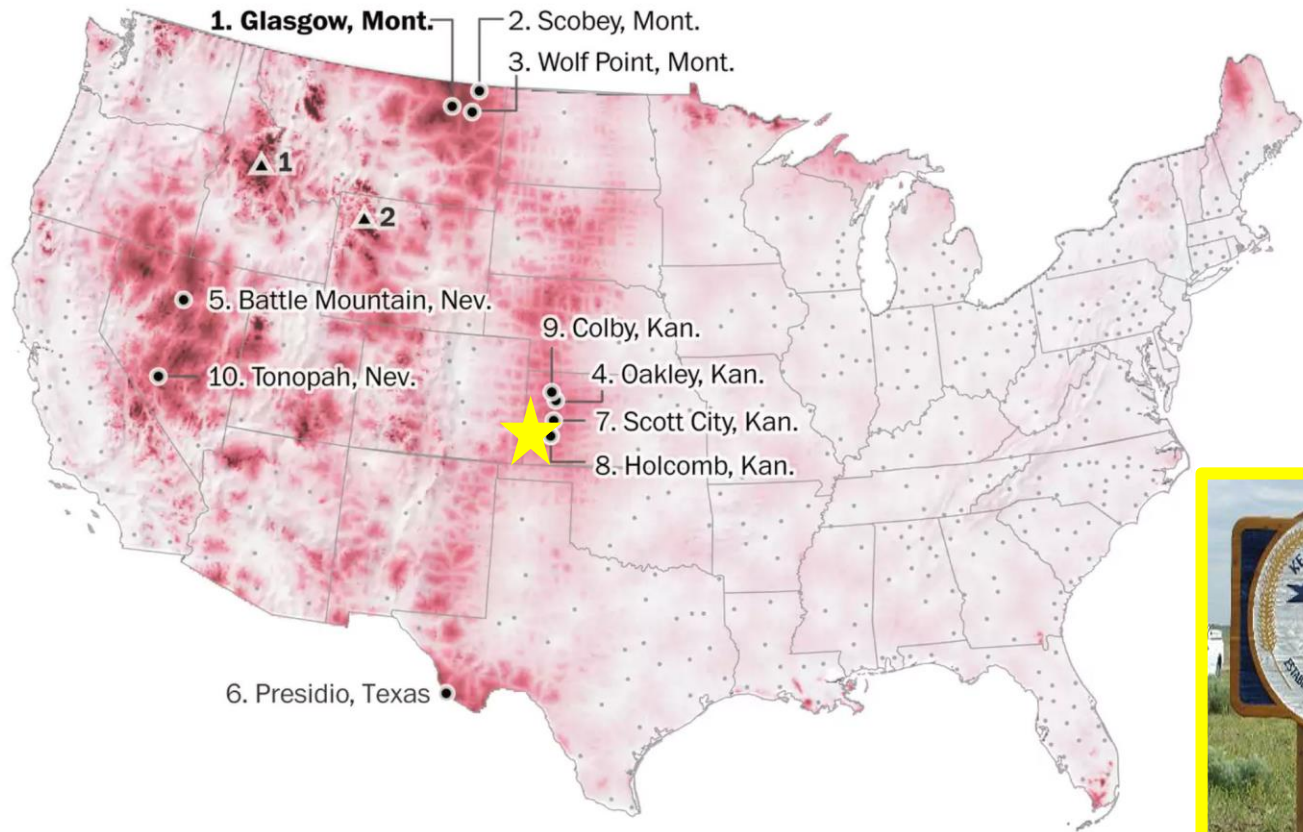 1. Glasgow, Mont.
2. Scobey, Mont.
3. Wolf Point, Mont.
1
2
5. Battle Mountain, Nev.
9. Colby, Kan.
4. Oakley, Kan.
10. Tonopah, Nev.
7. Scott City, Kan.
8. Holcomb, Kan.
6. Presidio, Texas